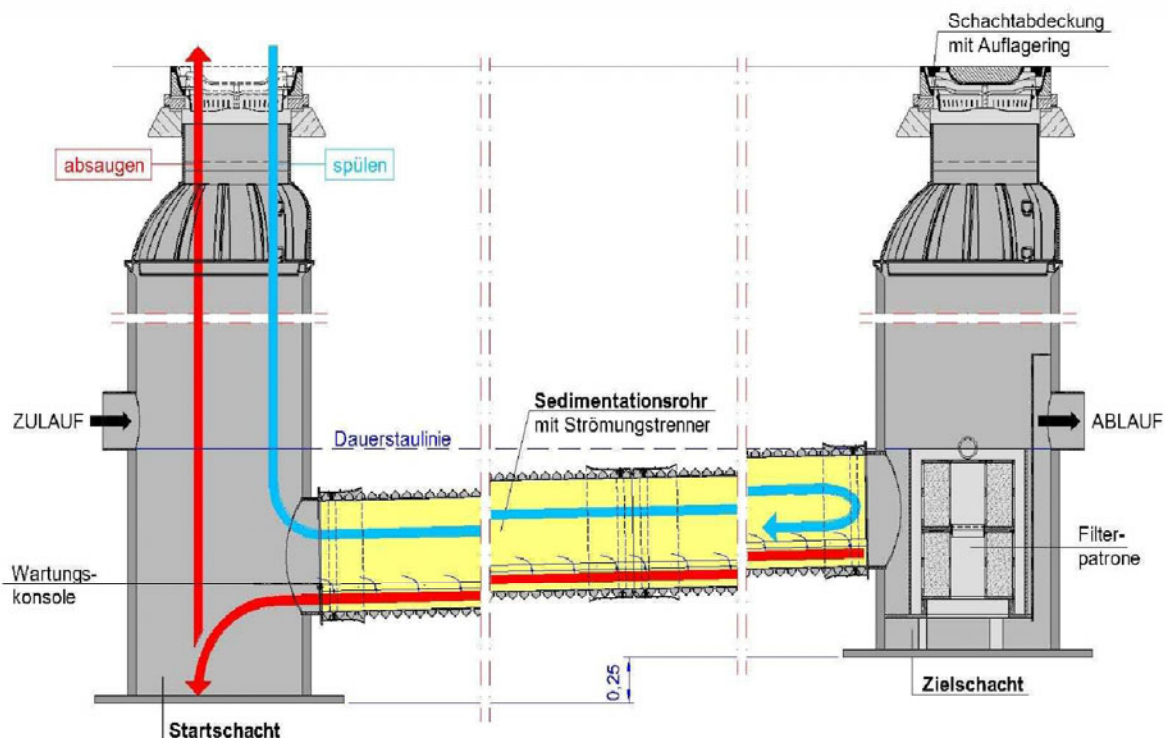 Schachtabdeckung
mit Auflagering
absaugen
spülen
ZULAUF
Dauerstaulinie
Sedimentationsrohr
mit Strömungstrenner
ABLAUF
Filter-
patrone
Wartungs-
konsole
0,25
Zielschacht
Startschacht